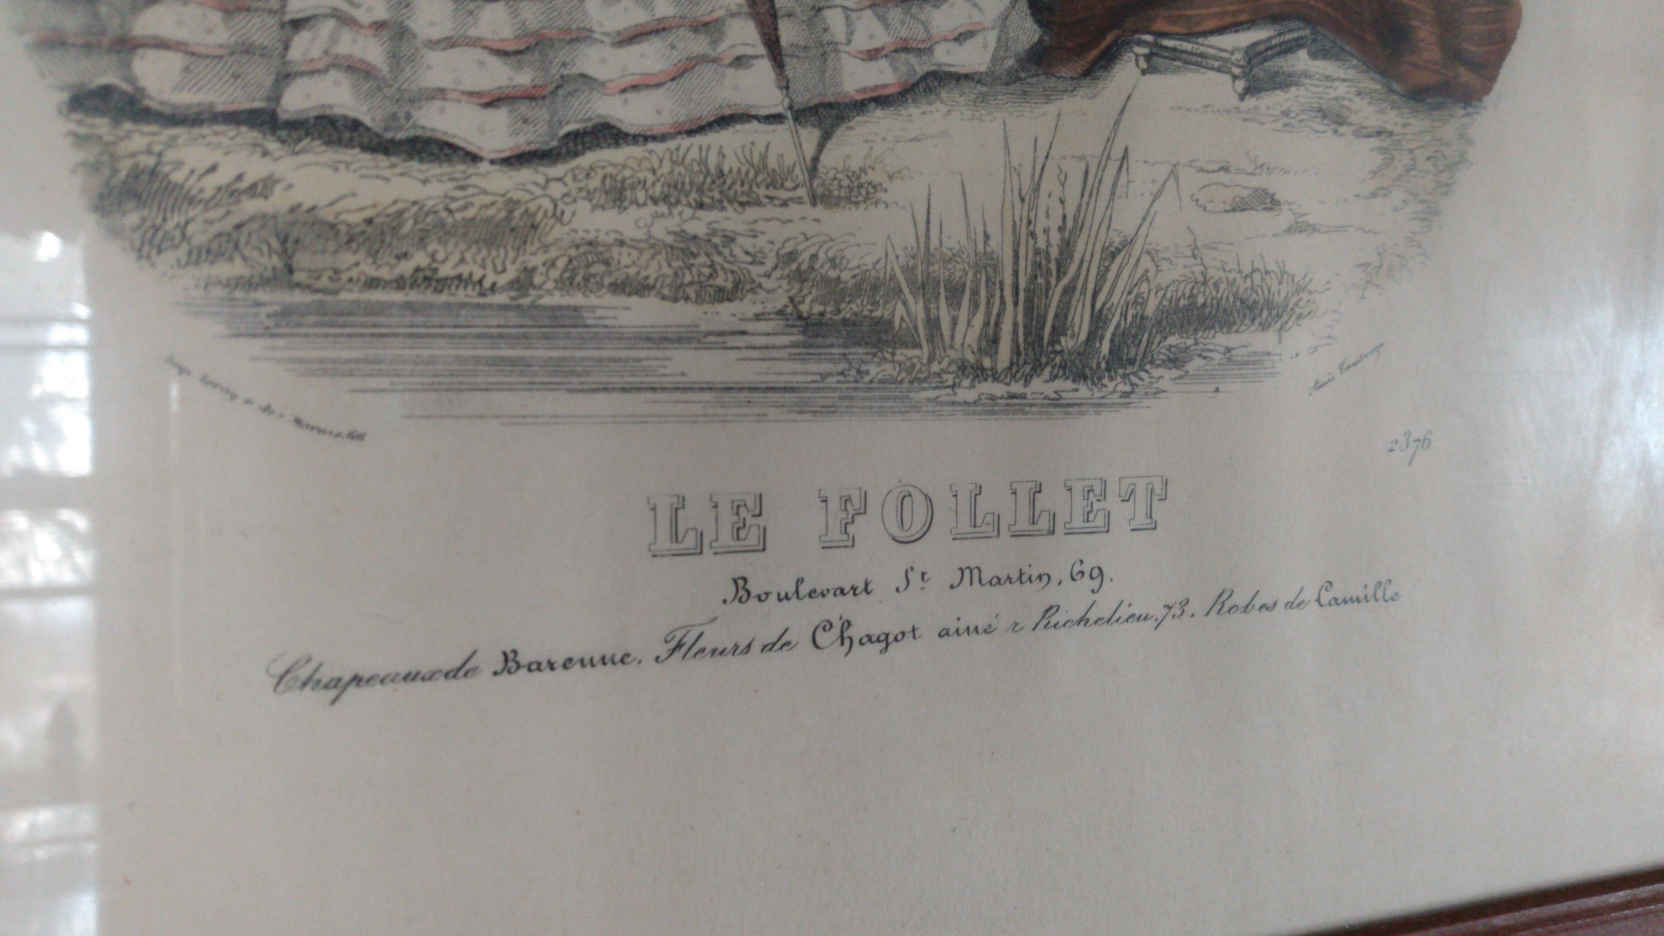 2376
LE FOLLET
Boulevart St Martin, 69.
Chapeaux de Barenne. Fleurs de Chagot ainé r Richelieu. 73. Robes de Camille